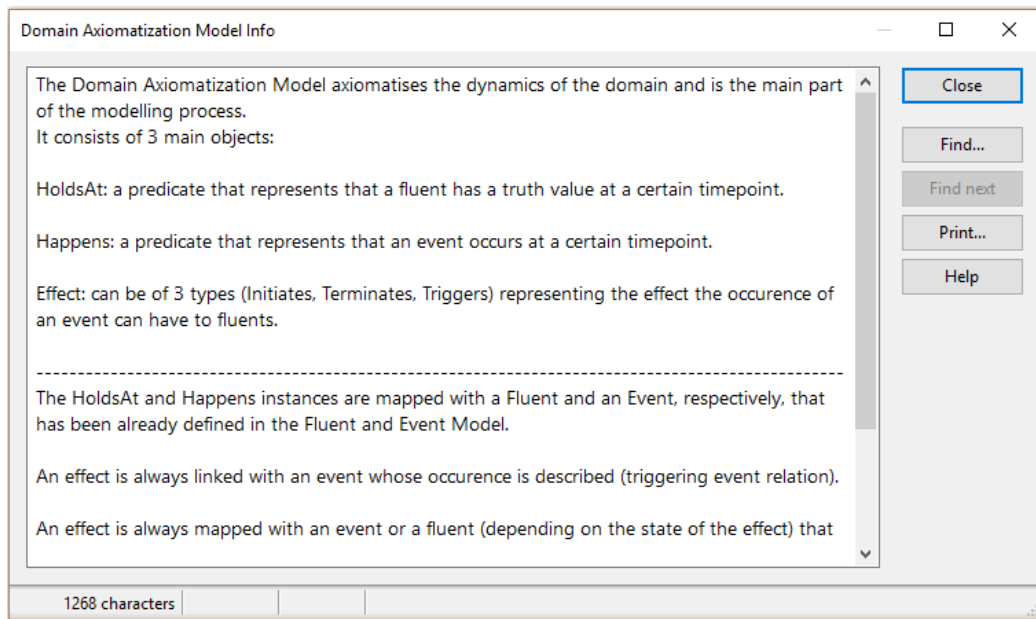 Domain Axiomatization Model Info
The Domain Axiomatization Model axiomatises the dynamics of the domain and is the main part
of the modelling process.
It consists of 3 main objects:
HoldsAt: a predicate that represents that a fluent has a truth value at a certain timepoint.
Happens: a predicate that represents that an event occurs at a certain timepoint.
Effect: can be of 3 types (Initiates, Terminates, Triggers) representing the effect the occurence of
an event can have to fluents.
----------------------------------------------------------------------------------------------------
The HoldsAt and Happens instances are mapped with a Fluent and an Event, respectively, that
has been already defined in the Fluent and Event Model.
An effect is always linked with an event whose occurence is described (triggering event relation).
An effect is always mapped with an event or a fluent (depending on the state of the effect) that
Close
Find...
Find next
Print...
Help
1268 characters